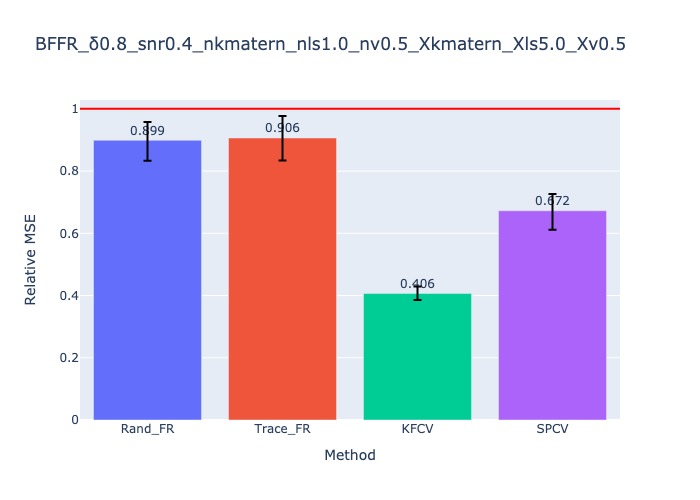 BFFR_δ0.8_snr0.4_nkmatern_nls1.0_nv0.5_Xkmatern_Xls5.0_Xv0.5
1
0.8
0.6
0.4
0.2
0
Relative MSE
0.899
0.906
0.406
0.672
Rand_FR
Trace_FR
KFCV
SPCV
Method